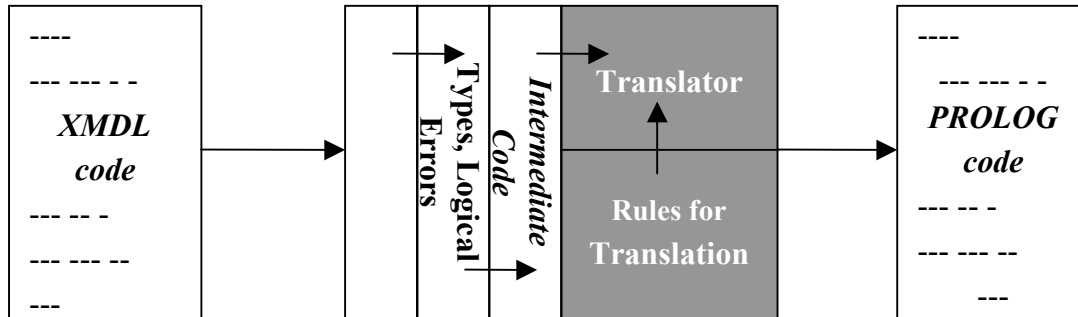 ----
--- --- - -
XMDL
code
--- -- -
--- --- --
---
Types, Logical
Errors
Intermediate
Code
Translator
Rules for
Translation
----
--- --- - -
PROLOG
code
--- -- -
--- --- --
---